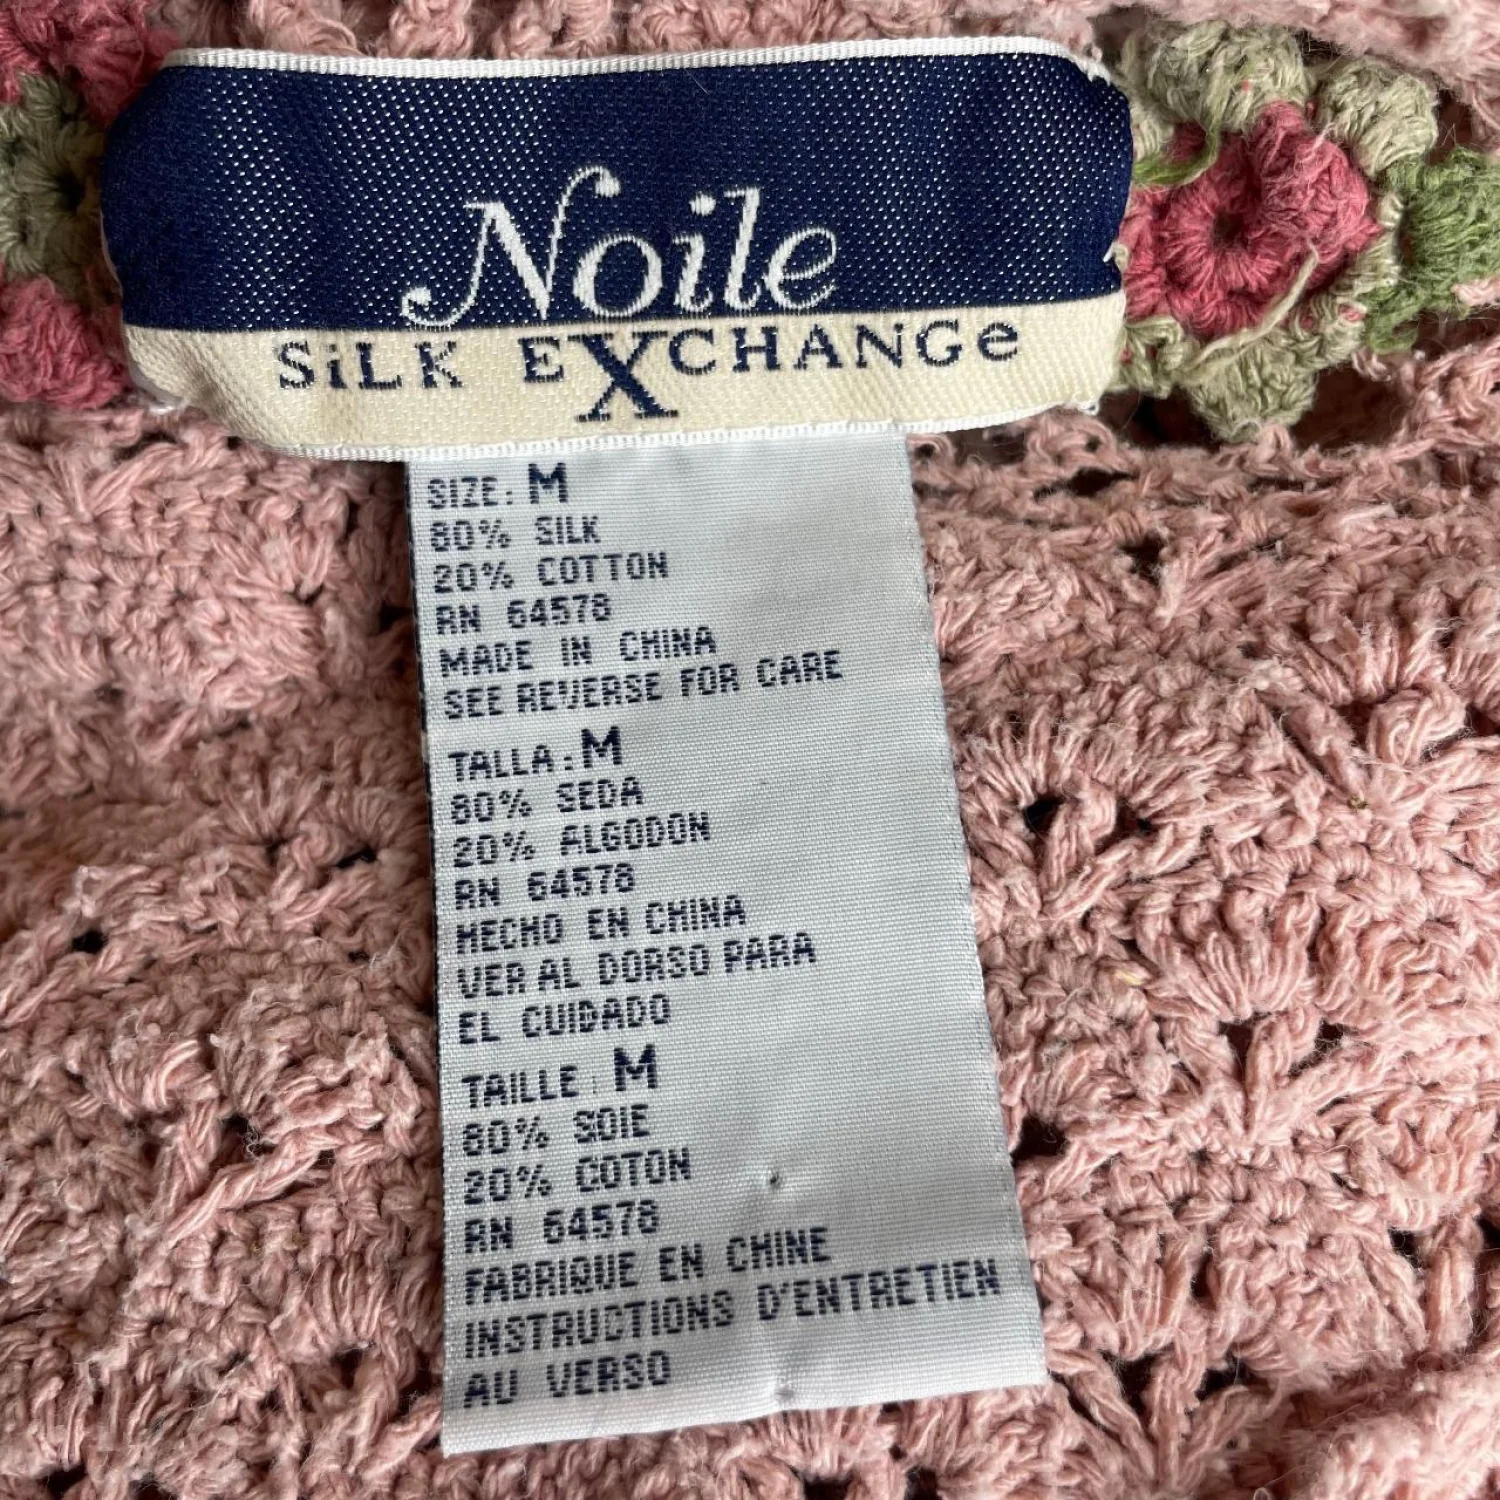 Noile
SiLK EXCHANGe
SIZE: M
80% SILK
20% COTTON
RN 64578
MADE IN CHINA
SEE REVERSE FOR CARE
TALLA: M
80% SEDA
20% ALGODON
RN 64578
HECHO EN CHINA
VER AL DORSO PARA
EL CUIDADO
TAILLE: M
80% SOIE
20% COTON
RN 64578
FABRIQUE EN CHINE
INSTRUCTIONS D'ENTRETIEN
AU VERSO